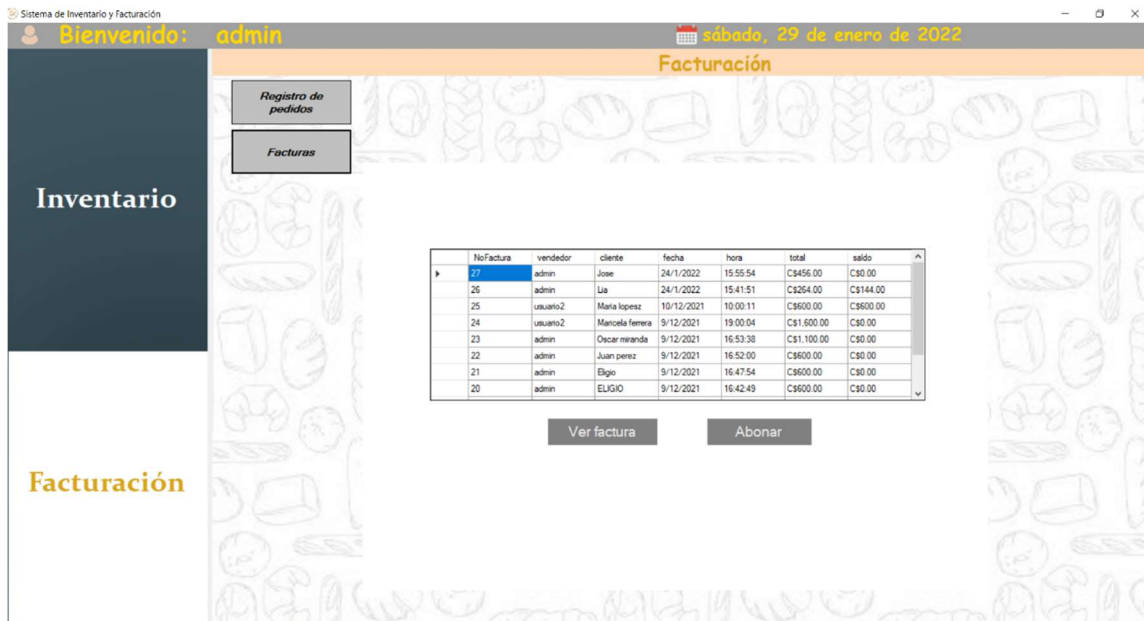 Sistema de Inventario y Facturación
Bienvenido: admin sábado, 29 de enero de 2022
Facturación
Registro de
pedidos
Facturas
Inventario
Facturación
NoFactura vendedor cliente fecha hora total saldo
27 admin Jose 24/1/2022 15:55:54 C$456.00 C$0.00
26 admin Lia 24/1/2022 15:41:51 C$264.00 C$144.00
25 usuario2 Maria lopesz 10/12/2021 10:00:11 C$600.00 C$600.00
24 usuario2 Maricela ferrera 9/12/2021 19:00:04 C$1,600.00 C$0.00
23 admin Oscar miranda 9/12/2021 16:53:38 C$1,100.00 C$0.00
22 admin Juan perez 9/12/2021 16:52:00 C$600.00 C$0.00
21 admin Eligio 9/12/2021 16:47:54 C$600.00 C$0.00
20 admin ELIGIO 9/12/2021 16:42:49 C$600.00 C$0.00
Ver factura Abonar